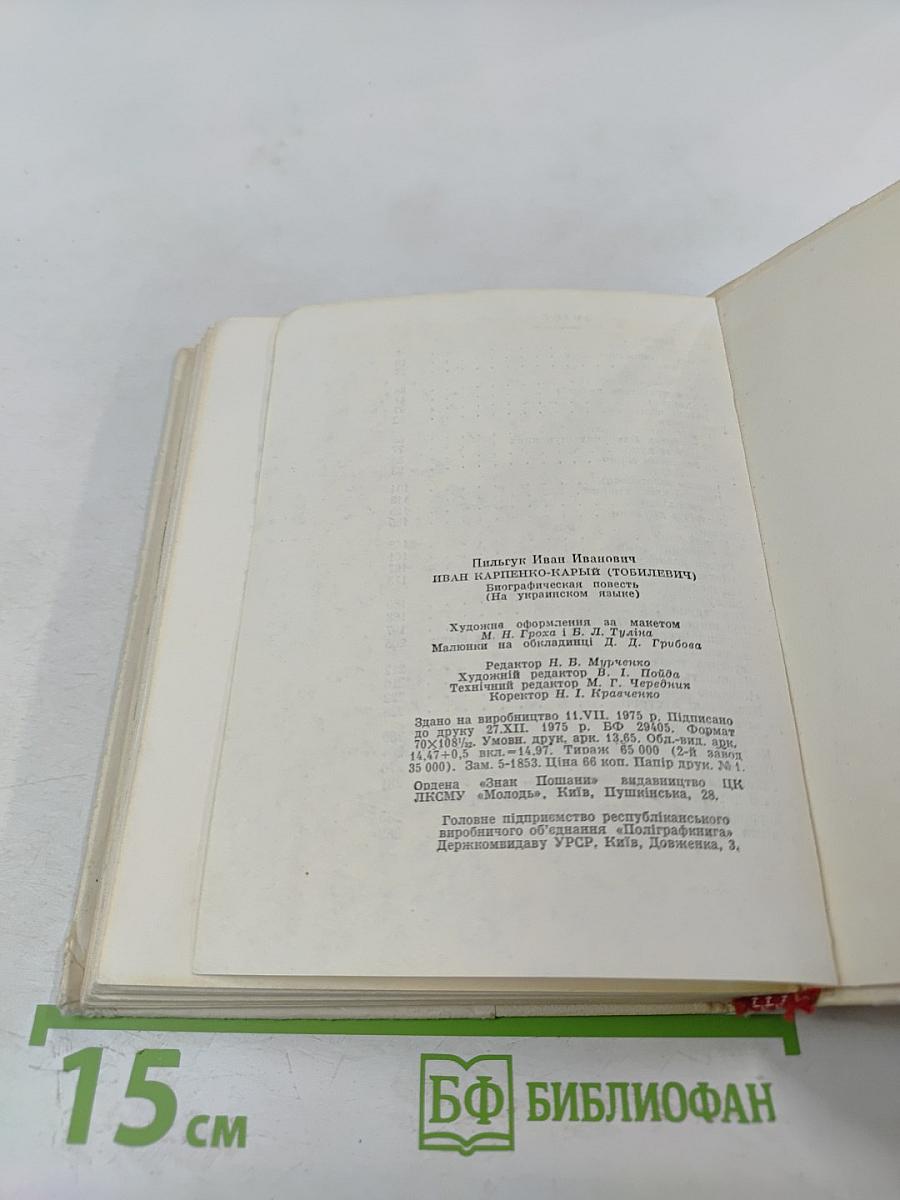 Пильгук Иван Иванович
ИВАН КАРПЕНКО-КАРЫЙ (ТОБИЛЕВИЧ)
Биографическая повесть
(На украинском языке)
Художнє оформлення за макетом
М. Н. Гроха і Б. Л. Туліна
Малюнки на обкладинці Д. Д. Грибова
Редактор Н. Б. Мурченко
Художній редактор В. І. Пойда
Технічний редактор М. Г. Чередник
Коректор Н. І. Кравченко
Здано на виробництво 11.VII. 1975 р. Підписано
до друку 27.XII. 1975 р. БФ 29405. Формат
70×108¹/₃₂. Умовн. друк. арк. 13,65. Обл.-вид. арк.
14,47+0,5 вкл.=14,97. Тираж 65 000 (2-й завод
35 000). Зам. 5-1853. Ціна 66 коп. Папір друк. № 1.
Ордена «Знак Пошани» видавництво ЦК
ЛКСМУ «Молодь», Київ, Пушкінська, 28.
Головне підприємство республіканського
виробничого об'єднання «Поліграфкнига»
Держкомвидаву УРСР, Київ, Довженка, 3.
15 см
БФ БИБЛИОФАН